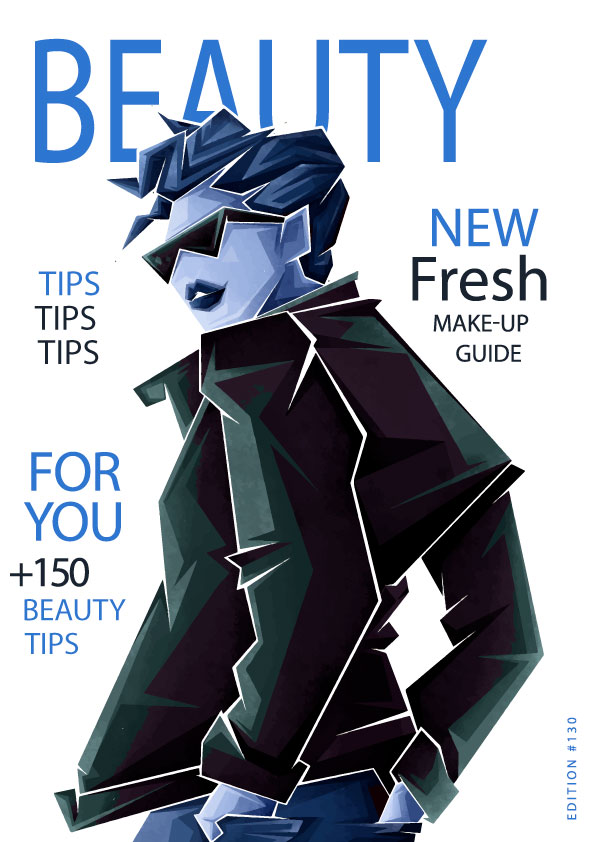 BEAUTY
NEW
Fresh
MAKE-UP
GUIDE
TIPS
TIPS
TIPS
FOR
YOU
+150
BEAUTY
TIPS
EDITION #130